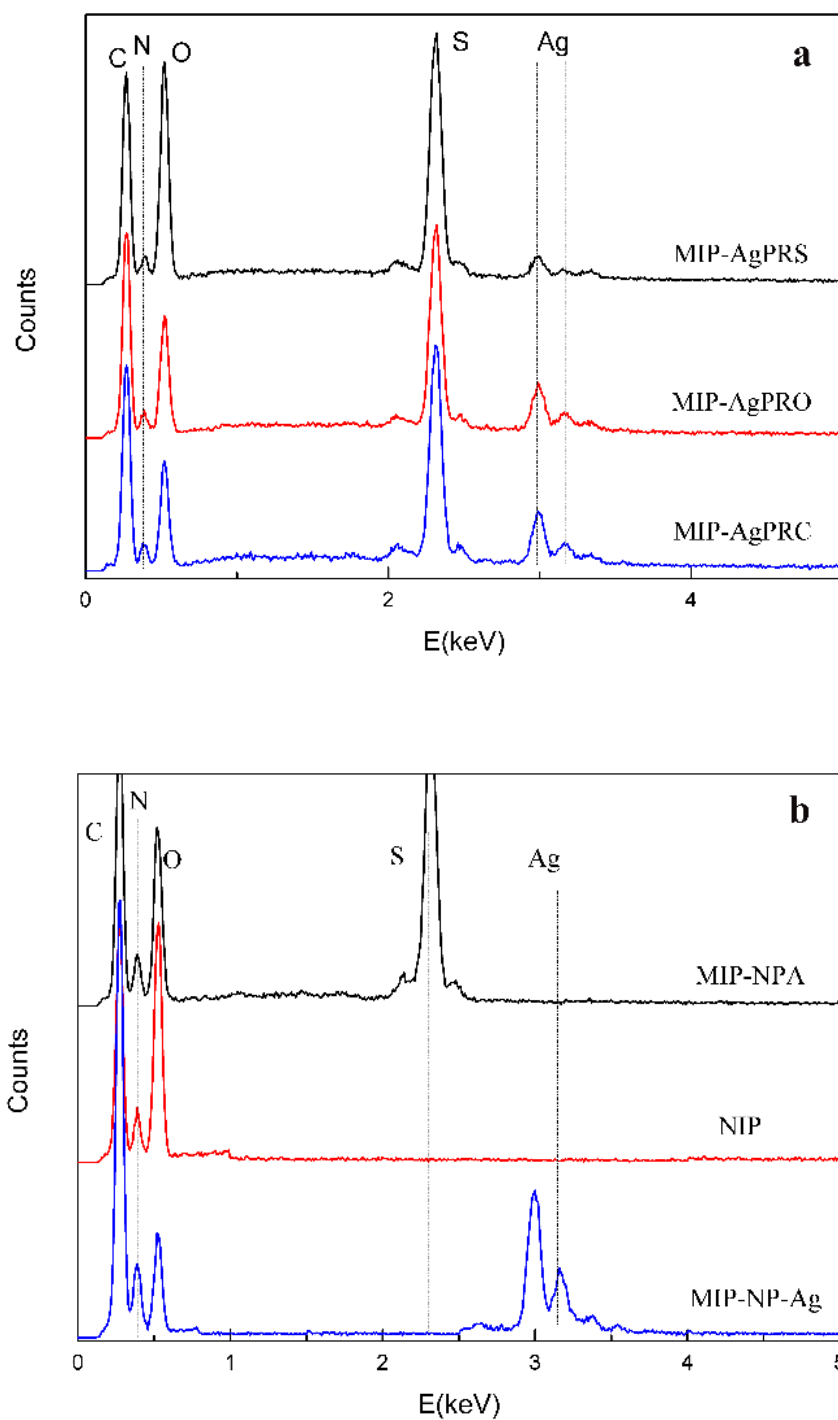 C N O S Ag a
MIP-AgPRS
MIP-AgPRO
MIP-AgPRC
Counts
0 2 4
E(keV)
C N O S Ag b
MIP-NPA
NIP
MIP-NP-Ag
Counts
0 1 2 3 4 5
E(keV)